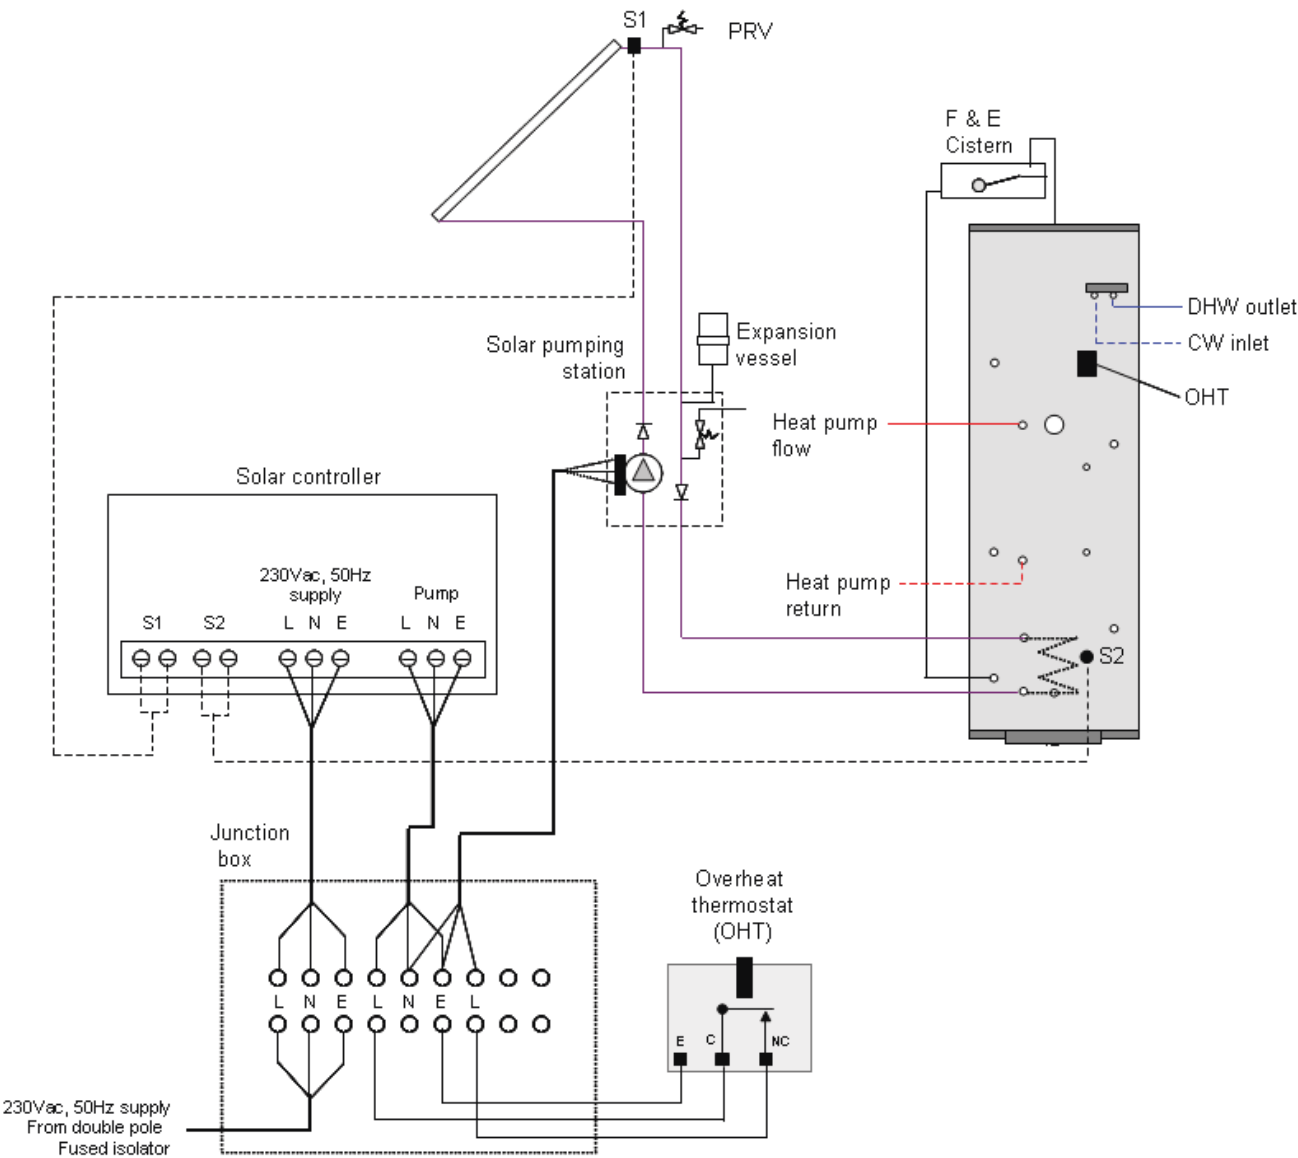 S1
PRV
F & E
Cistern
DHW outlet
CW inlet
OHT
Solar pumping
station
Expansion
vessel
Heat pump
flow
Solar controller
230Vac, 50Hz
supply
Pump
S1 S2 L N E L N E
Heat pump
return
S2
Junction
box
Overheat
thermostat
(OHT)
L N E L N E L
E C NC
230Vac, 50Hz supply
From double pole
Fused isolator